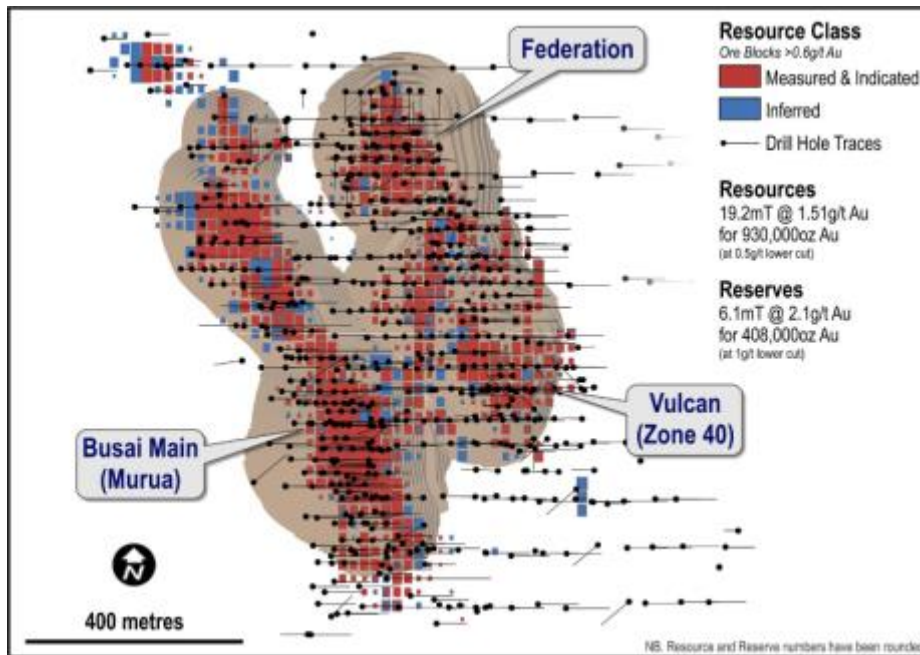 Federation
Vulcan
(Zone 40)
Busai Main
(Murua)
N
400 metres
Resource Class
Ore Blocks >0.6g/t Au
Measured & Indicated
Inferred
Drill Hole Traces
Resources
19.2mT @ 1.51g/t Au
for 930,000oz Au
(at 0.5g/t lower cut)
Reserves
6.1mT @ 2.1g/t Au
for 408,000oz Au
(at 1g/t lower cut)
NB. Resource and Reserve numbers have been rounded